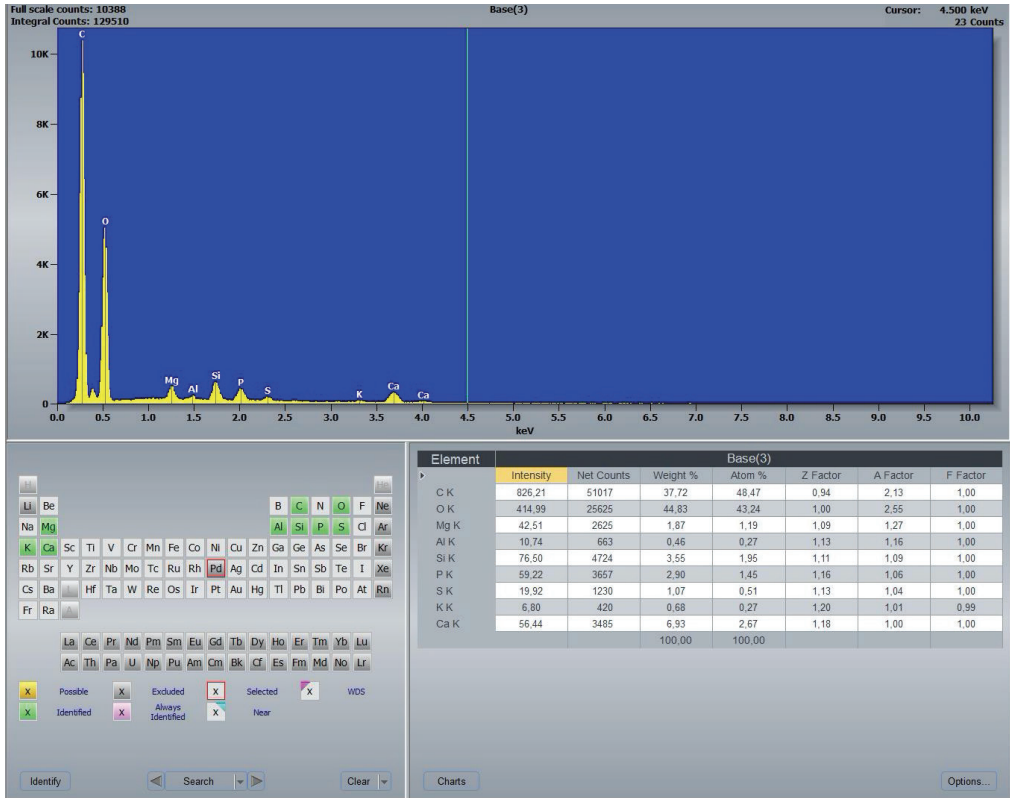 Full scale counts: 10388 Base(3) Cursor: 4.500 keV
Integral Counts: 129510 23 Counts
C
10K
8K
6K
O
4K
2K
Mg Al Si P S K Ca Ca
0
0.0 0.5 1.0 1.5 2.0 2.5 3.0 3.5 4.0 4.5 5.0 5.5 6.0 6.5 7.0 7.5 8.0 8.5 9.0 9.5 10.0
keV
H He
Li Be B C N O F Ne
Na Mg Al Si P S Cl Ar
K Ca Sc Ti V Cr Mn Fe Co Ni Cu Zn Ga Ge As Se Br Kr
Rb Sr Y Zr Nb Mo Tc Ru Rh Pd Ag Cd In Sn Sb Te I Xe
Cs Ba L Hf Ta W Re Os Ir Pt Au Hg Tl Pb Bi Po At Rn
Fr Ra A
La Ce Pr Nd Pm Sm Eu Gd Tb Dy Ho Er Tm Yb Lu
Ac Th Pa U Np Pu Am Cm Bk Cf Es Fm Md No Lr
X Possible X Excluded X Selected X WDS
X Identified X Always Identified X Near
Identify Search Clear
Element Base(3)
Intensity Net Counts Weight % Atom % Z Factor A Factor F Factor
C K 826,21 51017 37,72 48,47 0,94 2,13 1,00
O K 414,99 25625 44,83 43,24 1,00 2,55 1,00
Mg K 42,51 2625 1,87 1,19 1,09 1,27 1,00
Al K 10,74 663 0,46 0,27 1,13 1,16 1,00
Si K 76,50 4724 3,55 1,95 1,11 1,09 1,00
P K 59,22 3657 2,90 1,45 1,16 1,06 1,00
S K 19,92 1230 1,07 0,51 1,13 1,04 1,00
K K 6,80 420 0,68 0,27 1,20 1,01 0,99
Ca K 56,44 3485 6,93 2,67 1,18 1,00 1,00
100,00 100,00
Charts Options...